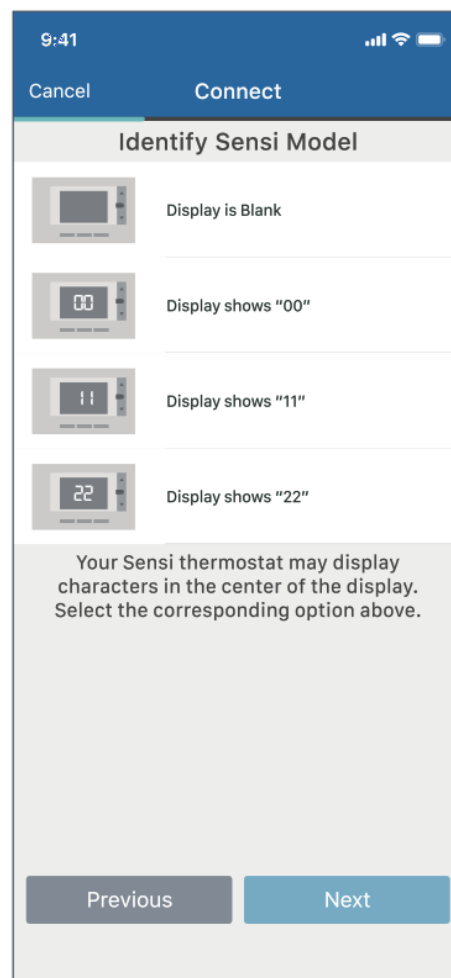 9:41
Cancel
Connect
Identify Sensi Model
Display is Blank
00
Display shows "00"
11
Display shows "11"
22
Display shows "22"
Your Sensi thermostat may display
characters in the center of the display.
Select the corresponding option above.
Previous
Next